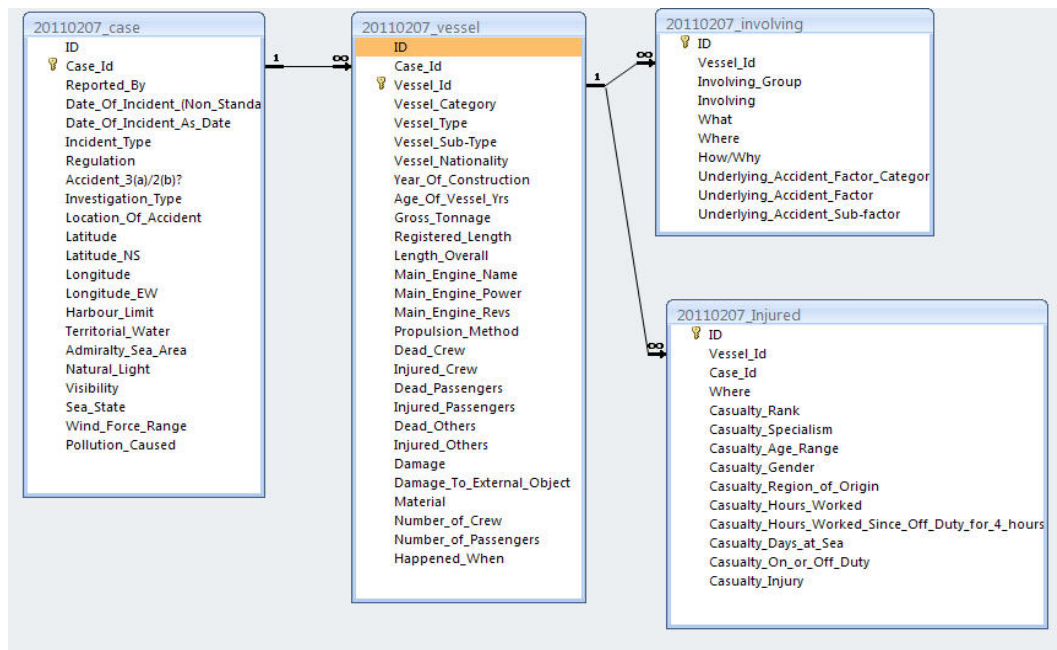 20110207_case
ID
Case_Id
Reported_By
Date_Of_Incident_(Non_Standa
Date_Of_Incident_As_Date
Incident_Type
Regulation
Accident_3(a)/2(b)?
Investigation_Type
Location_Of_Accident
Latitude
Latitude_NS
Longitude
Longitude_EW
Harbour_Limit
Territorial_Water
Admiralty_Sea_Area
Natural_Light
Visibility
Sea_State
Wind_Force_Range
Pollution_Caused
1
∞
20110207_vessel
ID
Case_Id
Vessel_Id
Vessel_Category
Vessel_Type
Vessel_Sub-Type
Vessel_Nationality
Year_Of_Construction
Age_Of_Vessel_Yrs
Gross_Tonnage
Registered_Length
Length_Overall
Main_Engine_Name
Main_Engine_Power
Main_Engine_Revs
Propulsion_Method
Dead_Crew
Injured_Crew
Dead_Passengers
Injured_Passengers
Dead_Others
Injured_Others
Damage
Damage_To_External_Object
Material
Number_of_Crew
Number_of_Passengers
Happened_When
1
∞
20110207_involving
ID
Vessel_Id
Involving_Group
Involving
What
Where
How/Why
Underlying_Accident_Factor_Categor
Underlying_Accident_Factor
Underlying_Accident_Sub-factor
∞
20110207_Injured
ID
Vessel_Id
Case_Id
Where
Casualty_Rank
Casualty_Specialism
Casualty_Age_Range
Casualty_Gender
Casualty_Region_of_Origin
Casualty_Hours_Worked
Casualty_Hours_Worked_Since_Off_Duty_for_4_hours
Casualty_Days_at_Sea
Casualty_On_or_Off_Duty
Casualty_Injury